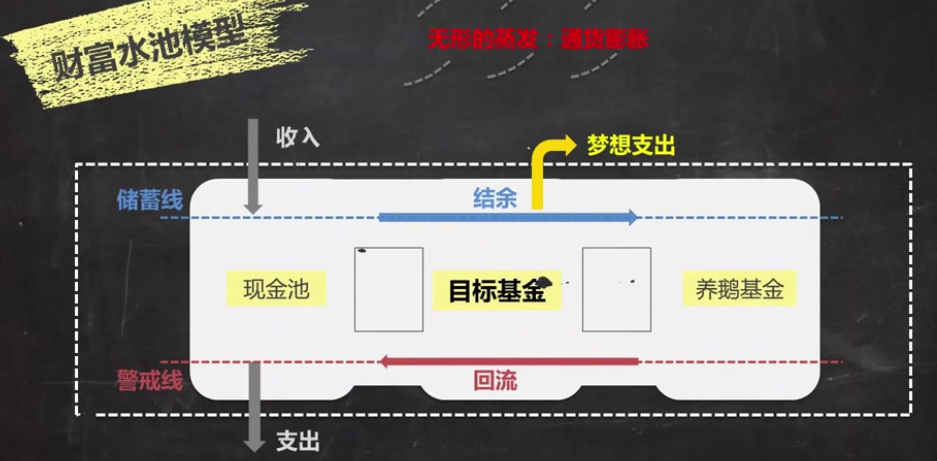 财富水池模型
无形的蒸发：通货膨胀
收入
梦想支出
储蓄线
结余
现金池
目标基金
养鹅基金
警戒线
回流
支出